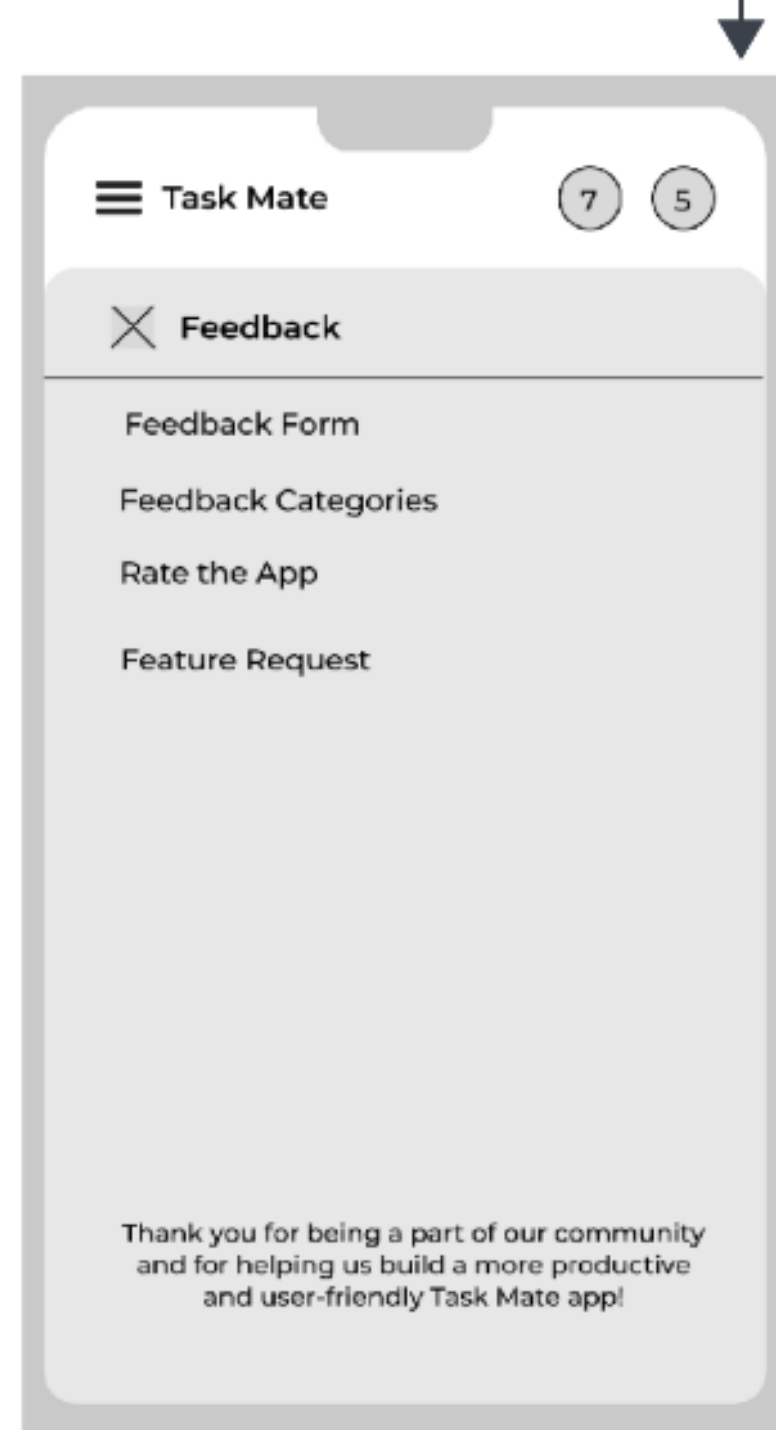 Task Mate 7 5
Feedback
Feedback Form
Feedback Categories
Rate the App
Feature Request
Thank you for being a part of our community
and for helping us build a more productive
and user-friendly Task Mate app!